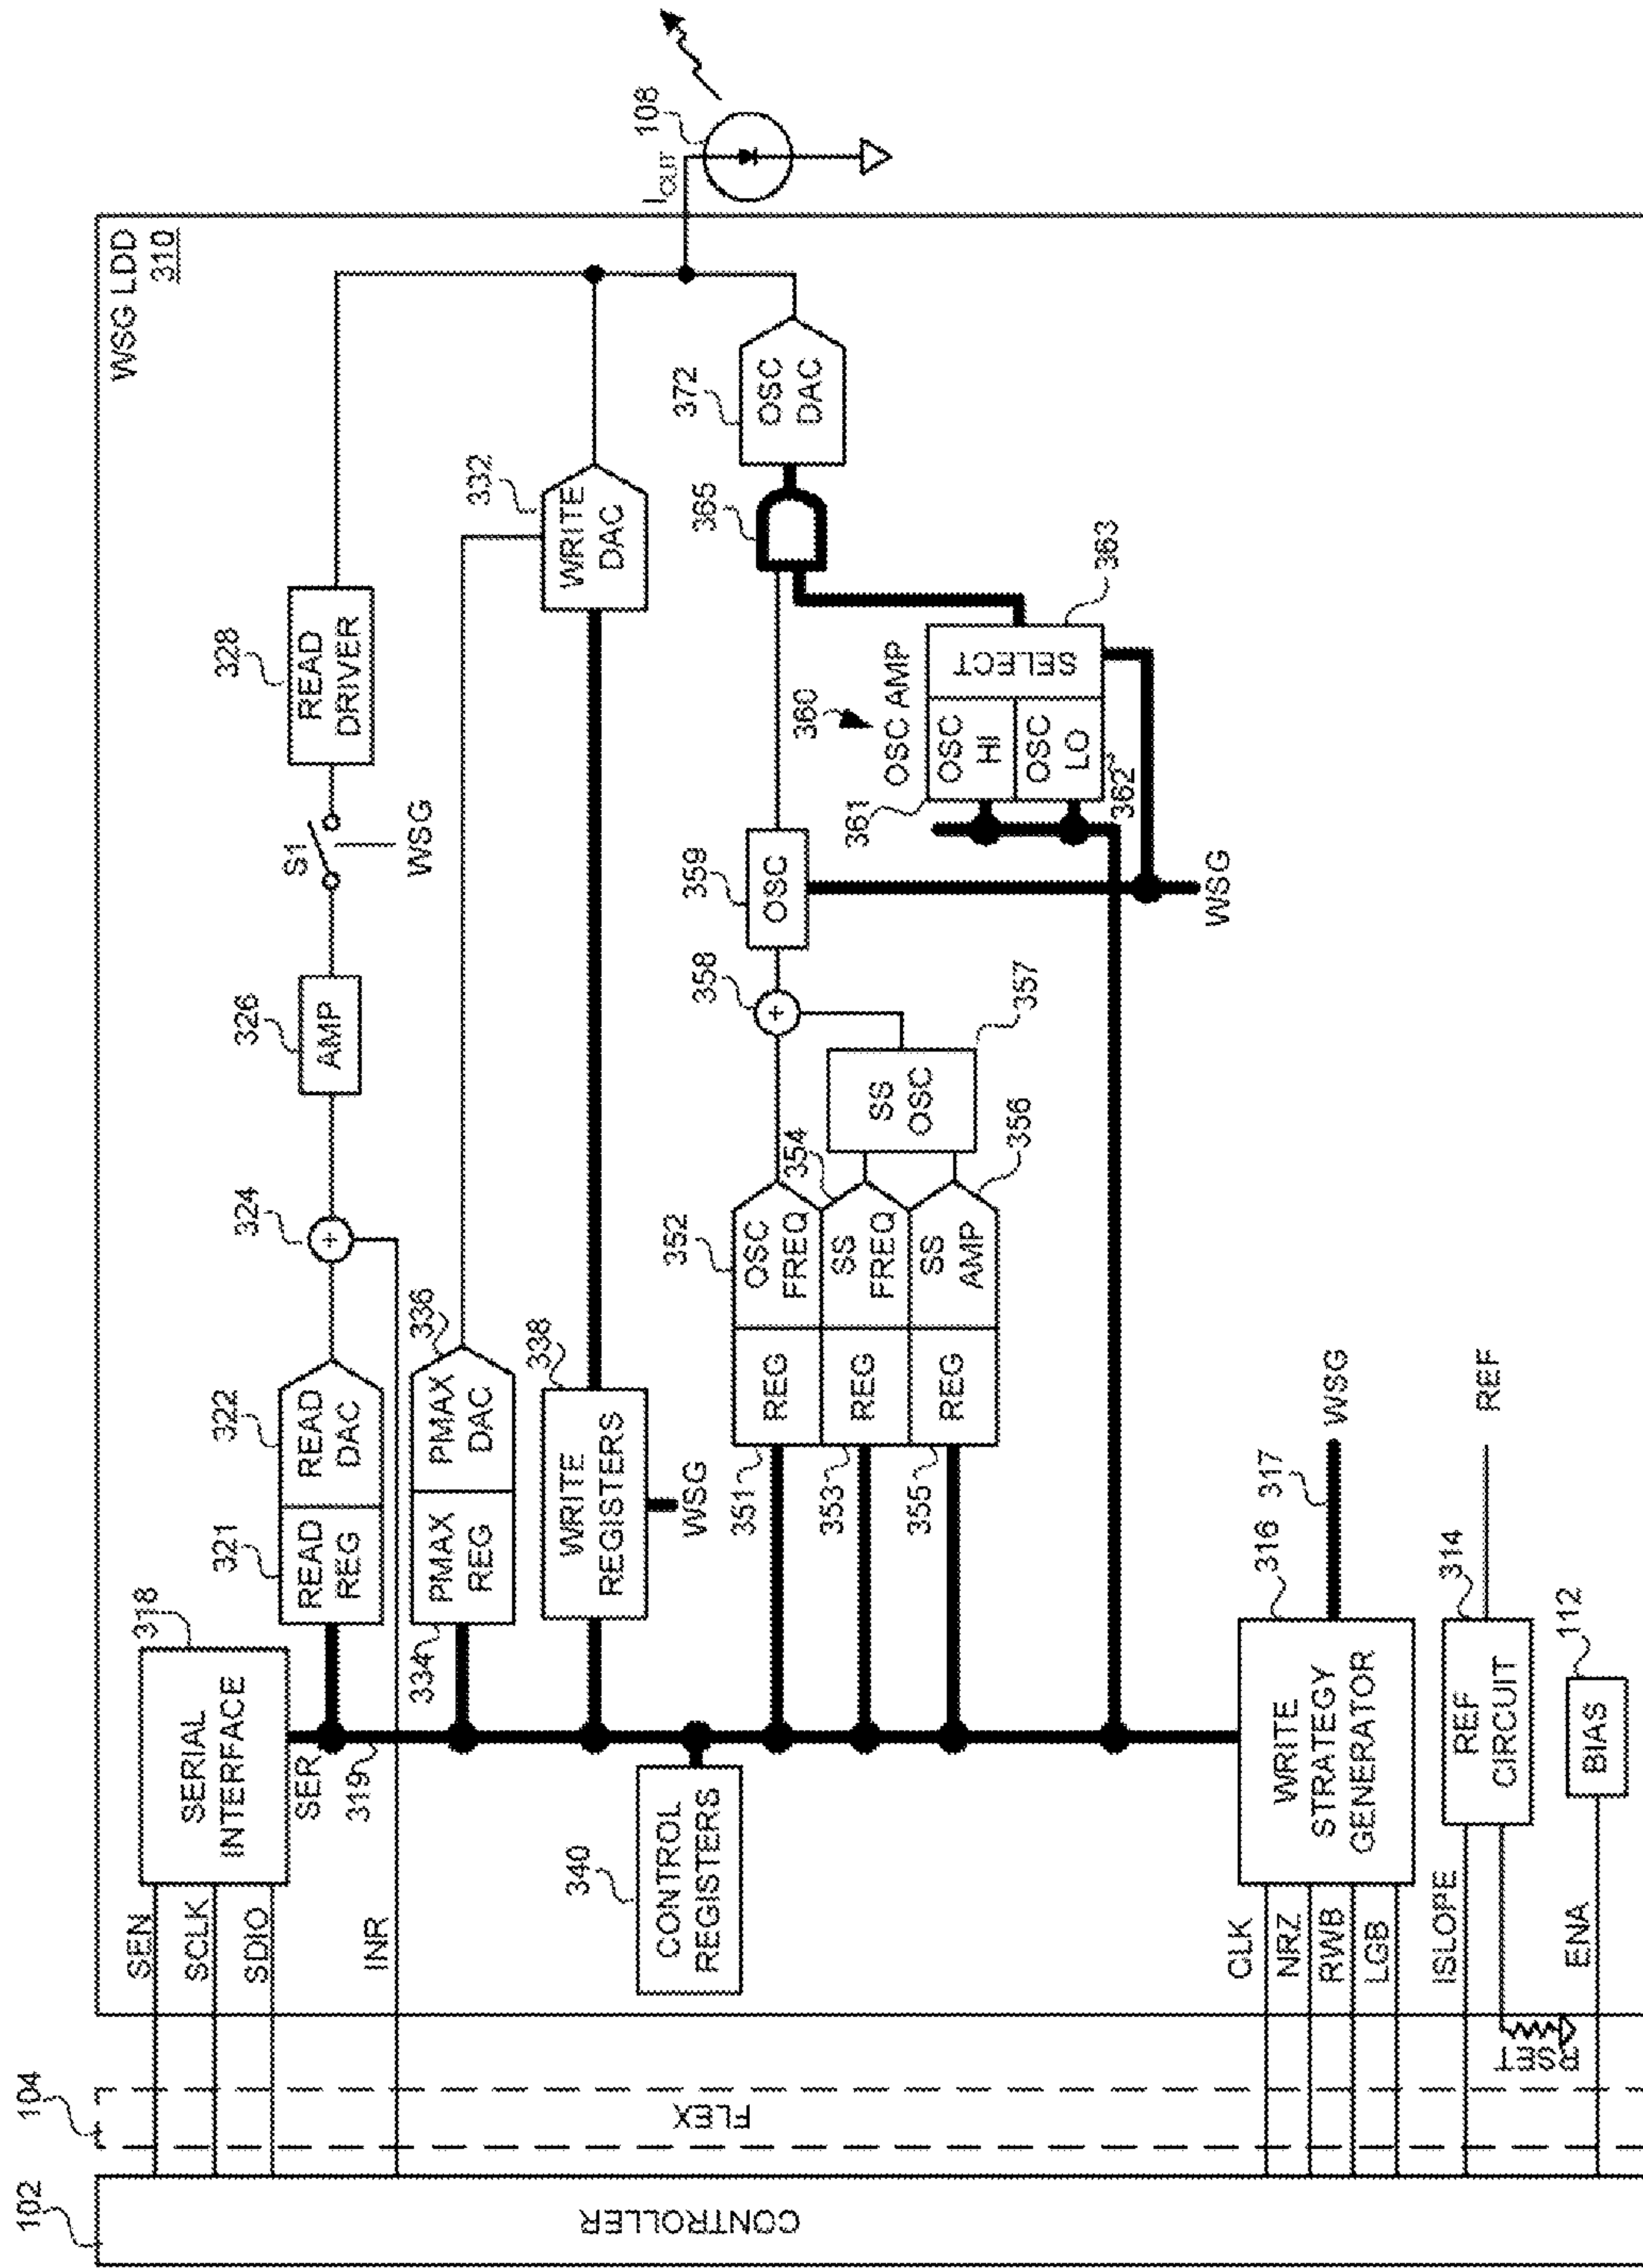 102
CONTROLLER
104
FLEX
WSG LDD
310
SEN
SCLK
SDIO
INR
318
SERIAL
INTERFACE
SER
319
321
READ
REG
322
READ
DAC
324
+
326
AMP
S1
WSG
328
READ
DRIVER
334
PMAX
REG
336
PMAX
DAC
332
WRITE
DAC
338
WRITE
REGISTERS
WSG
340
CONTROL
REGISTERS
351
REG
352
OSC
FREQ
353
REG
354
SS
FREQ
355
REG
356
SS
AMP
357
SS
OSC
358
+
359
OSC
WSG
360
OSC AMP
361
OSC
HI
362
OSC
LO
363
SELECT
365
372
OSC
DAC
IOUT
108
CLK
NRZ
RWB
LGB
316
WRITE
STRATEGY
GENERATOR
317
WSG
ISLOPE
RSET
314
REF
CIRCUIT
REF
ENA
112
BIAS